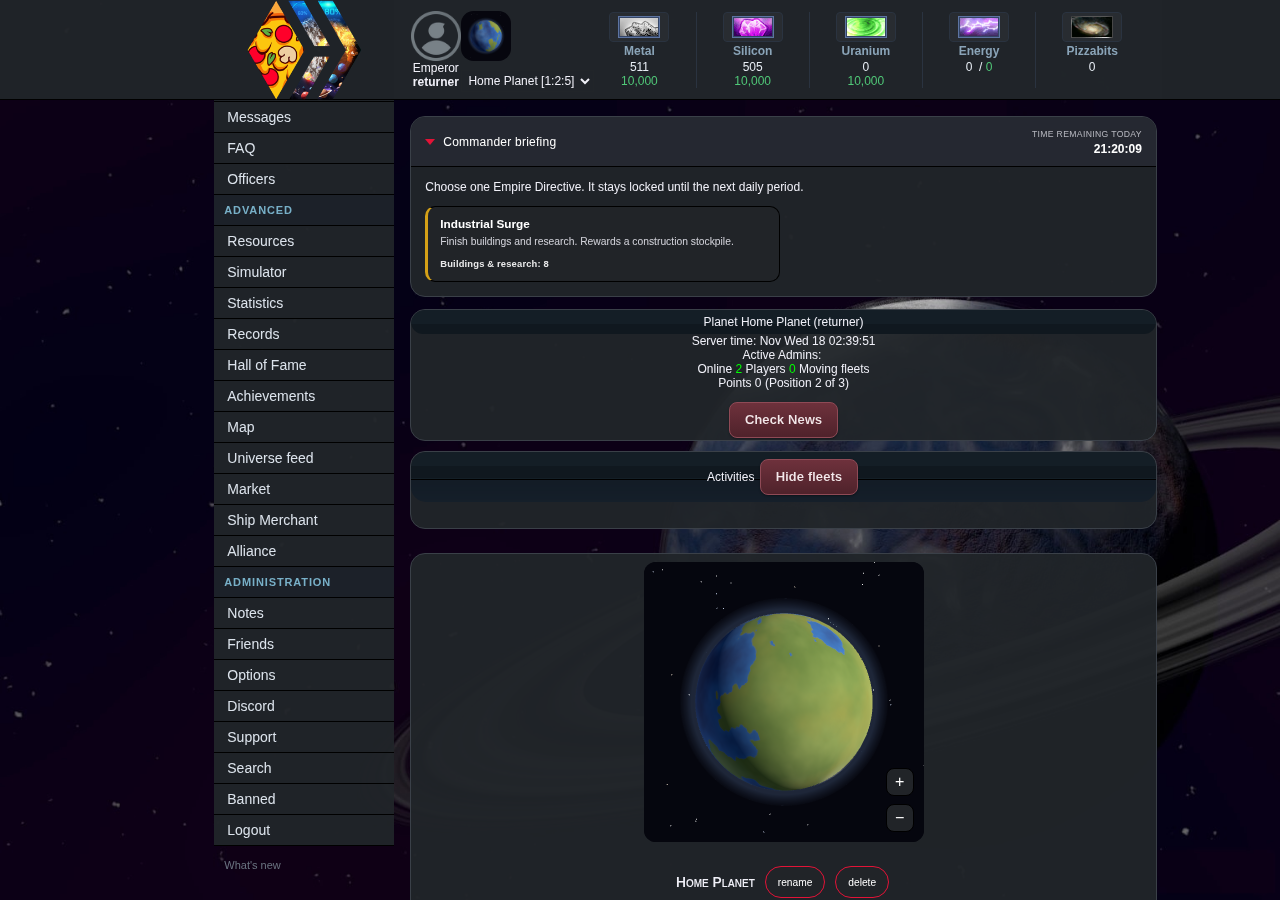 Emperor
returner
Home Planet [1:2:5]
Metal
511
10,000
Silicon
505
10,000
Uranium
0
10,000
Energy
0 / 0
Pizzabits
0
Messages
FAQ
Officers
ADVANCED
Resources
Simulator
Statistics
Records
Hall of Fame
Achievements
Map
Universe feed
Market
Ship Merchant
Alliance
ADMINISTRATION
Notes
Friends
Options
Discord
Support
Search
Banned
Logout
What's new
Commander briefing
TIME REMAINING TODAY
21:20:09
Choose one Empire Directive. It stays locked until the next daily period.
Industrial Surge
Finish buildings and research. Rewards a construction stockpile.
Buildings & research: 8
Planet Home Planet (returner)
Server time: Nov Wed 18 02:39:51
Active Admins:
Online 2 Players 0 Moving fleets
Points 0 (Position 2 of 3)
Check News
Activities Hide fleets
+
−
Home Planet rename delete